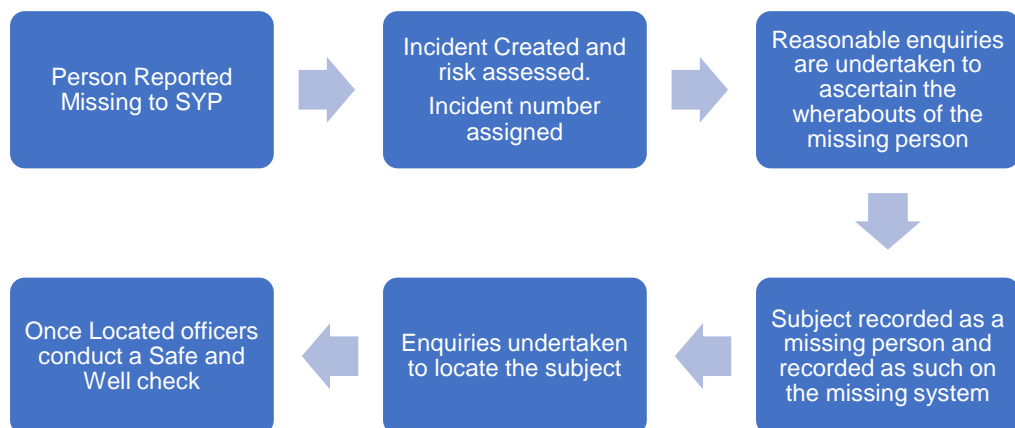 Person Reported
Missing to SYP
Incident Created and
risk assessed.
Incident number
assigned
Reasonable enquiries
are undertaken to
ascertain the
wherabouts of the
missing person
Subject recorded as a
missing person and
recorded as such on
the missing system
Enquiries undertaken
to locate the subject
Once Located officers
conduct a Safe and
Well check